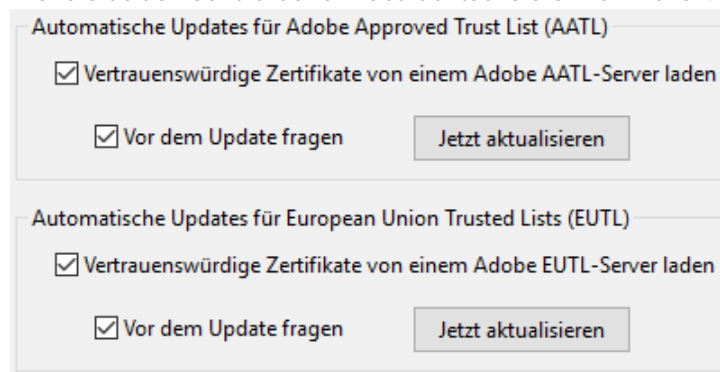 Automatische Updates für Adobe Approved Trust List (AATL)
Vertrauenswürdige Zertifikate von einem Adobe AATL-Server laden
Vor dem Update fragen
Jetzt aktualisieren
Automatische Updates für European Union Trusted Lists (EUTL)
Vertrauenswürdige Zertifikate von einem Adobe EUTL-Server laden
Vor dem Update fragen
Jetzt aktualisieren